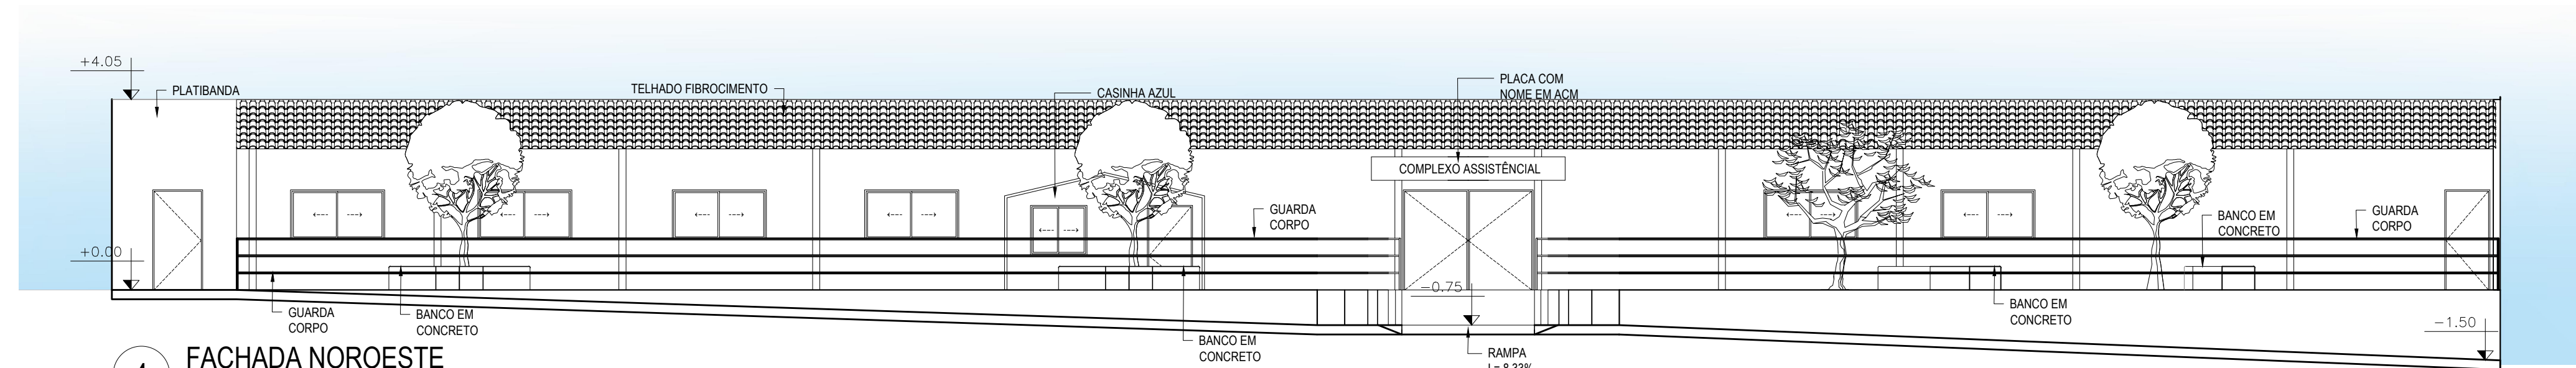 +4.05
PLATIBANDA
TELHADO FIBROCIMENTO
CASINHA AZUL
PLACA COM
NOME EM ACM
COMPLEXO ASSISTÊNCIAL
GUARDA
CORPO
BANCO EM
CONCRETO
GUARDA
CORPO
+0.00
-0.75
GUARDA
CORPO
BANCO EM
CONCRETO
BANCO EM
CONCRETO
BANCO EM
CONCRETO
-1.50
RAMPA
I= 8,33%
FACHADA NOROESTE